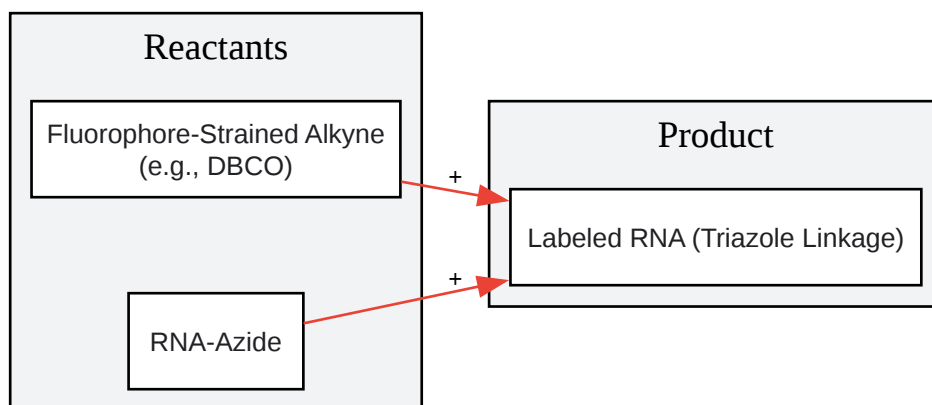 Reactants
Fluorophore-Strained Alkyne
(e.g., DBCO)
RNA-Azide
+
+
Product
Labeled RNA (Triazole Linkage)